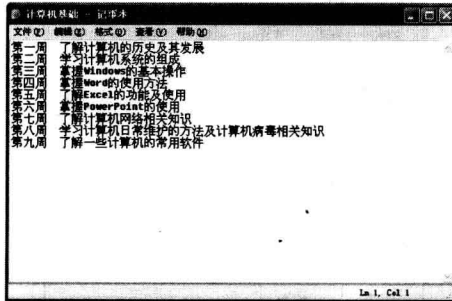 计算机基础 - 记事本
文件(F) 编辑(E) 格式(O) 查看(V) 帮助(H)
第一周 了解计算机的历史及其发展
第二周 学习计算机系统的组成
第三周 掌握Windows的基本操作
第四周 掌握Word的使用方法
第五周 了解Excel的功能及使用
第六周 掌握PowerPoint的使用
第七周 了解计算机网络相关知识
第八周 学习计算机日常维护的方法及计算机病毒相关知识
第九周 了解一些计算机的常用软件
Ln 1, Col 1